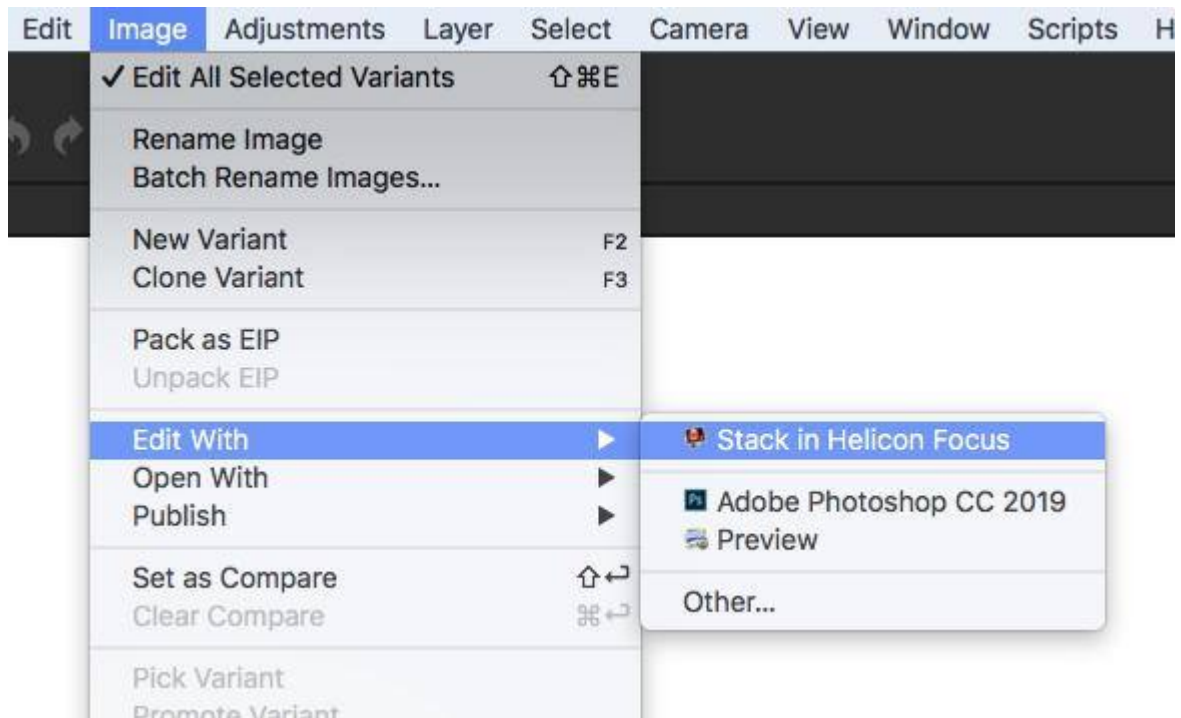 Edit Image Adjustments Layer Select Camera View Window Scripts H
✓ Edit All Selected Variants ⇧⌘E
Rename Image
Batch Rename Images...
New Variant F2
Clone Variant F3
Pack as EIP
Unpack EIP
Edit With ▶
Stack in Helicon Focus
Open With ▶
Adobe Photoshop CC 2019
Publish ▶
Preview
Set as Compare ⇧↩
Other...
Clear Compare ⌘↩
Pick Variant
Promote Variant